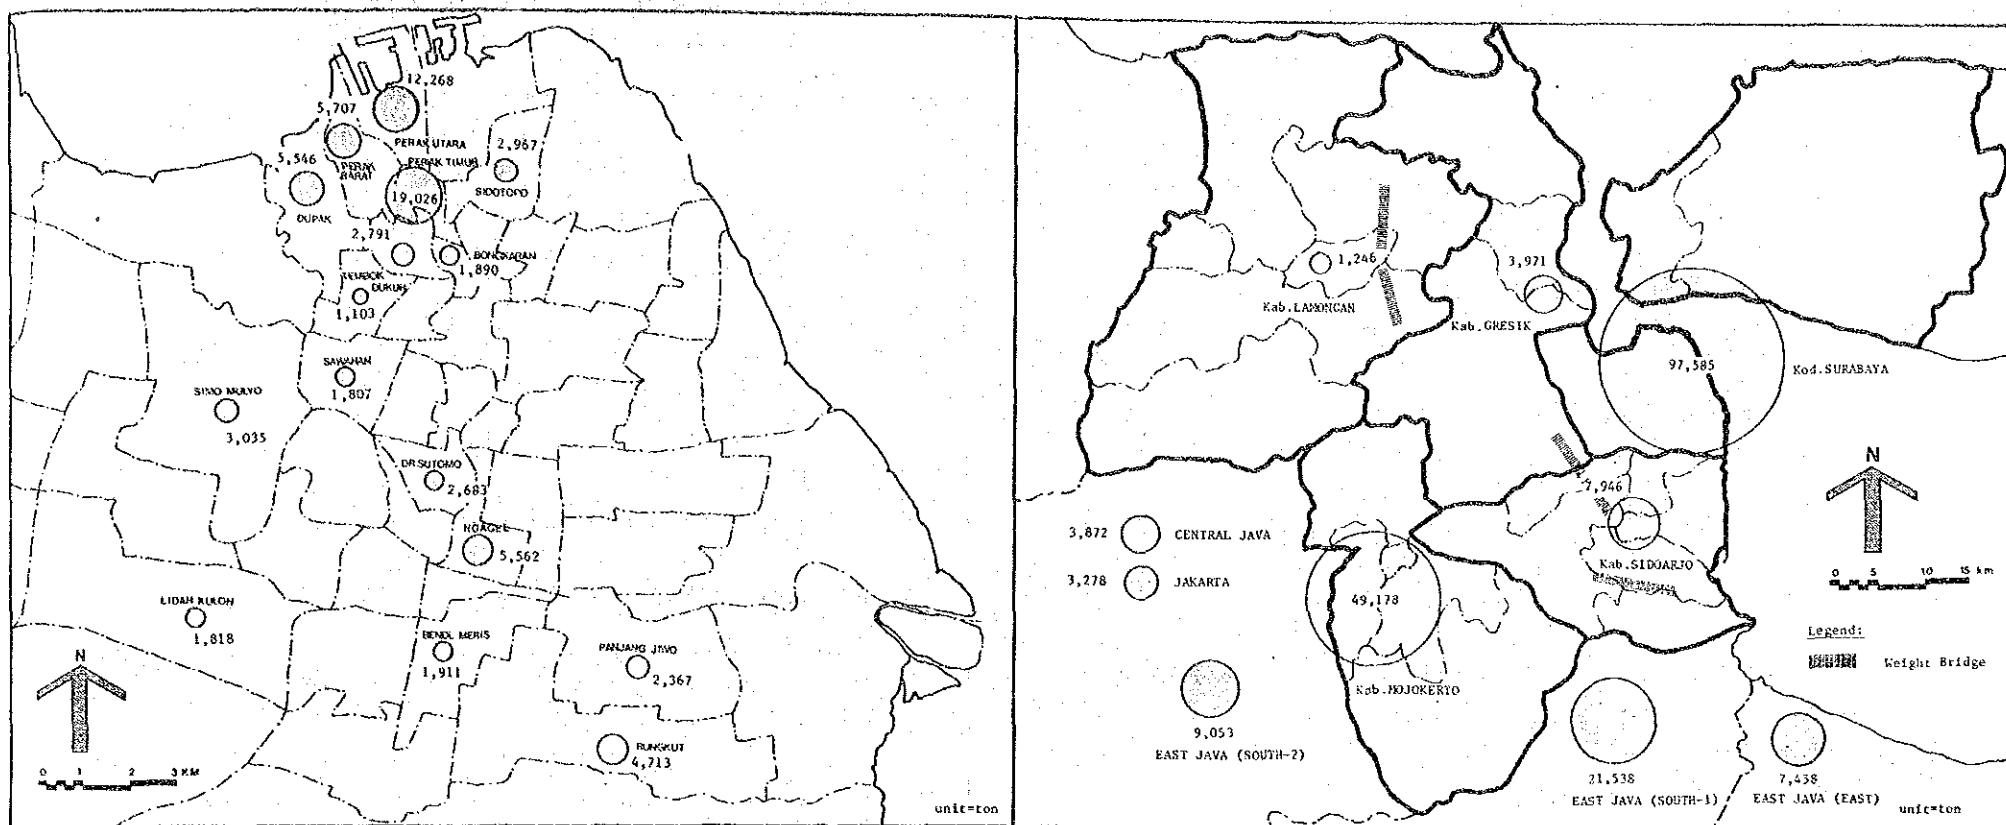 12,268
5,707
PERAK UTARA
PERAK TIMUR
2,967
5,546
PERAK
BARAT
SIDOTOPO
19,026
DUPAK
2,791
BONGKARAN
1,890
TEMBOK
DUKUH
1,103
SAWAHAN
1,807
SIMO MULYO
3,035
DR SUTOMO
2,683
NGAGEL
5,562
LIDAH KULON
1,818
BENDL MERIS
1,911
PANJANG JIWO
2,367
RUNGKUT
4,713
N
0 1 2 3 KM
unit=ton
1,246
Kab.LAMONGAN
3,971
Kab.GRESIK
97,585
Kod.SURABAYA
7,946
Kab.SIDOARJO
3,872 CENTRAL JAVA
3,278 JAKARTA
49,178
Kab.MOJOKERTO
N
0 5 10 15 km
Legend:
Weight Bridge
9,053
EAST JAVA (SOUTH-2)
21,538
EAST JAVA (SOUTH-1)
7,438
EAST JAVA (EAST)
unit=ton